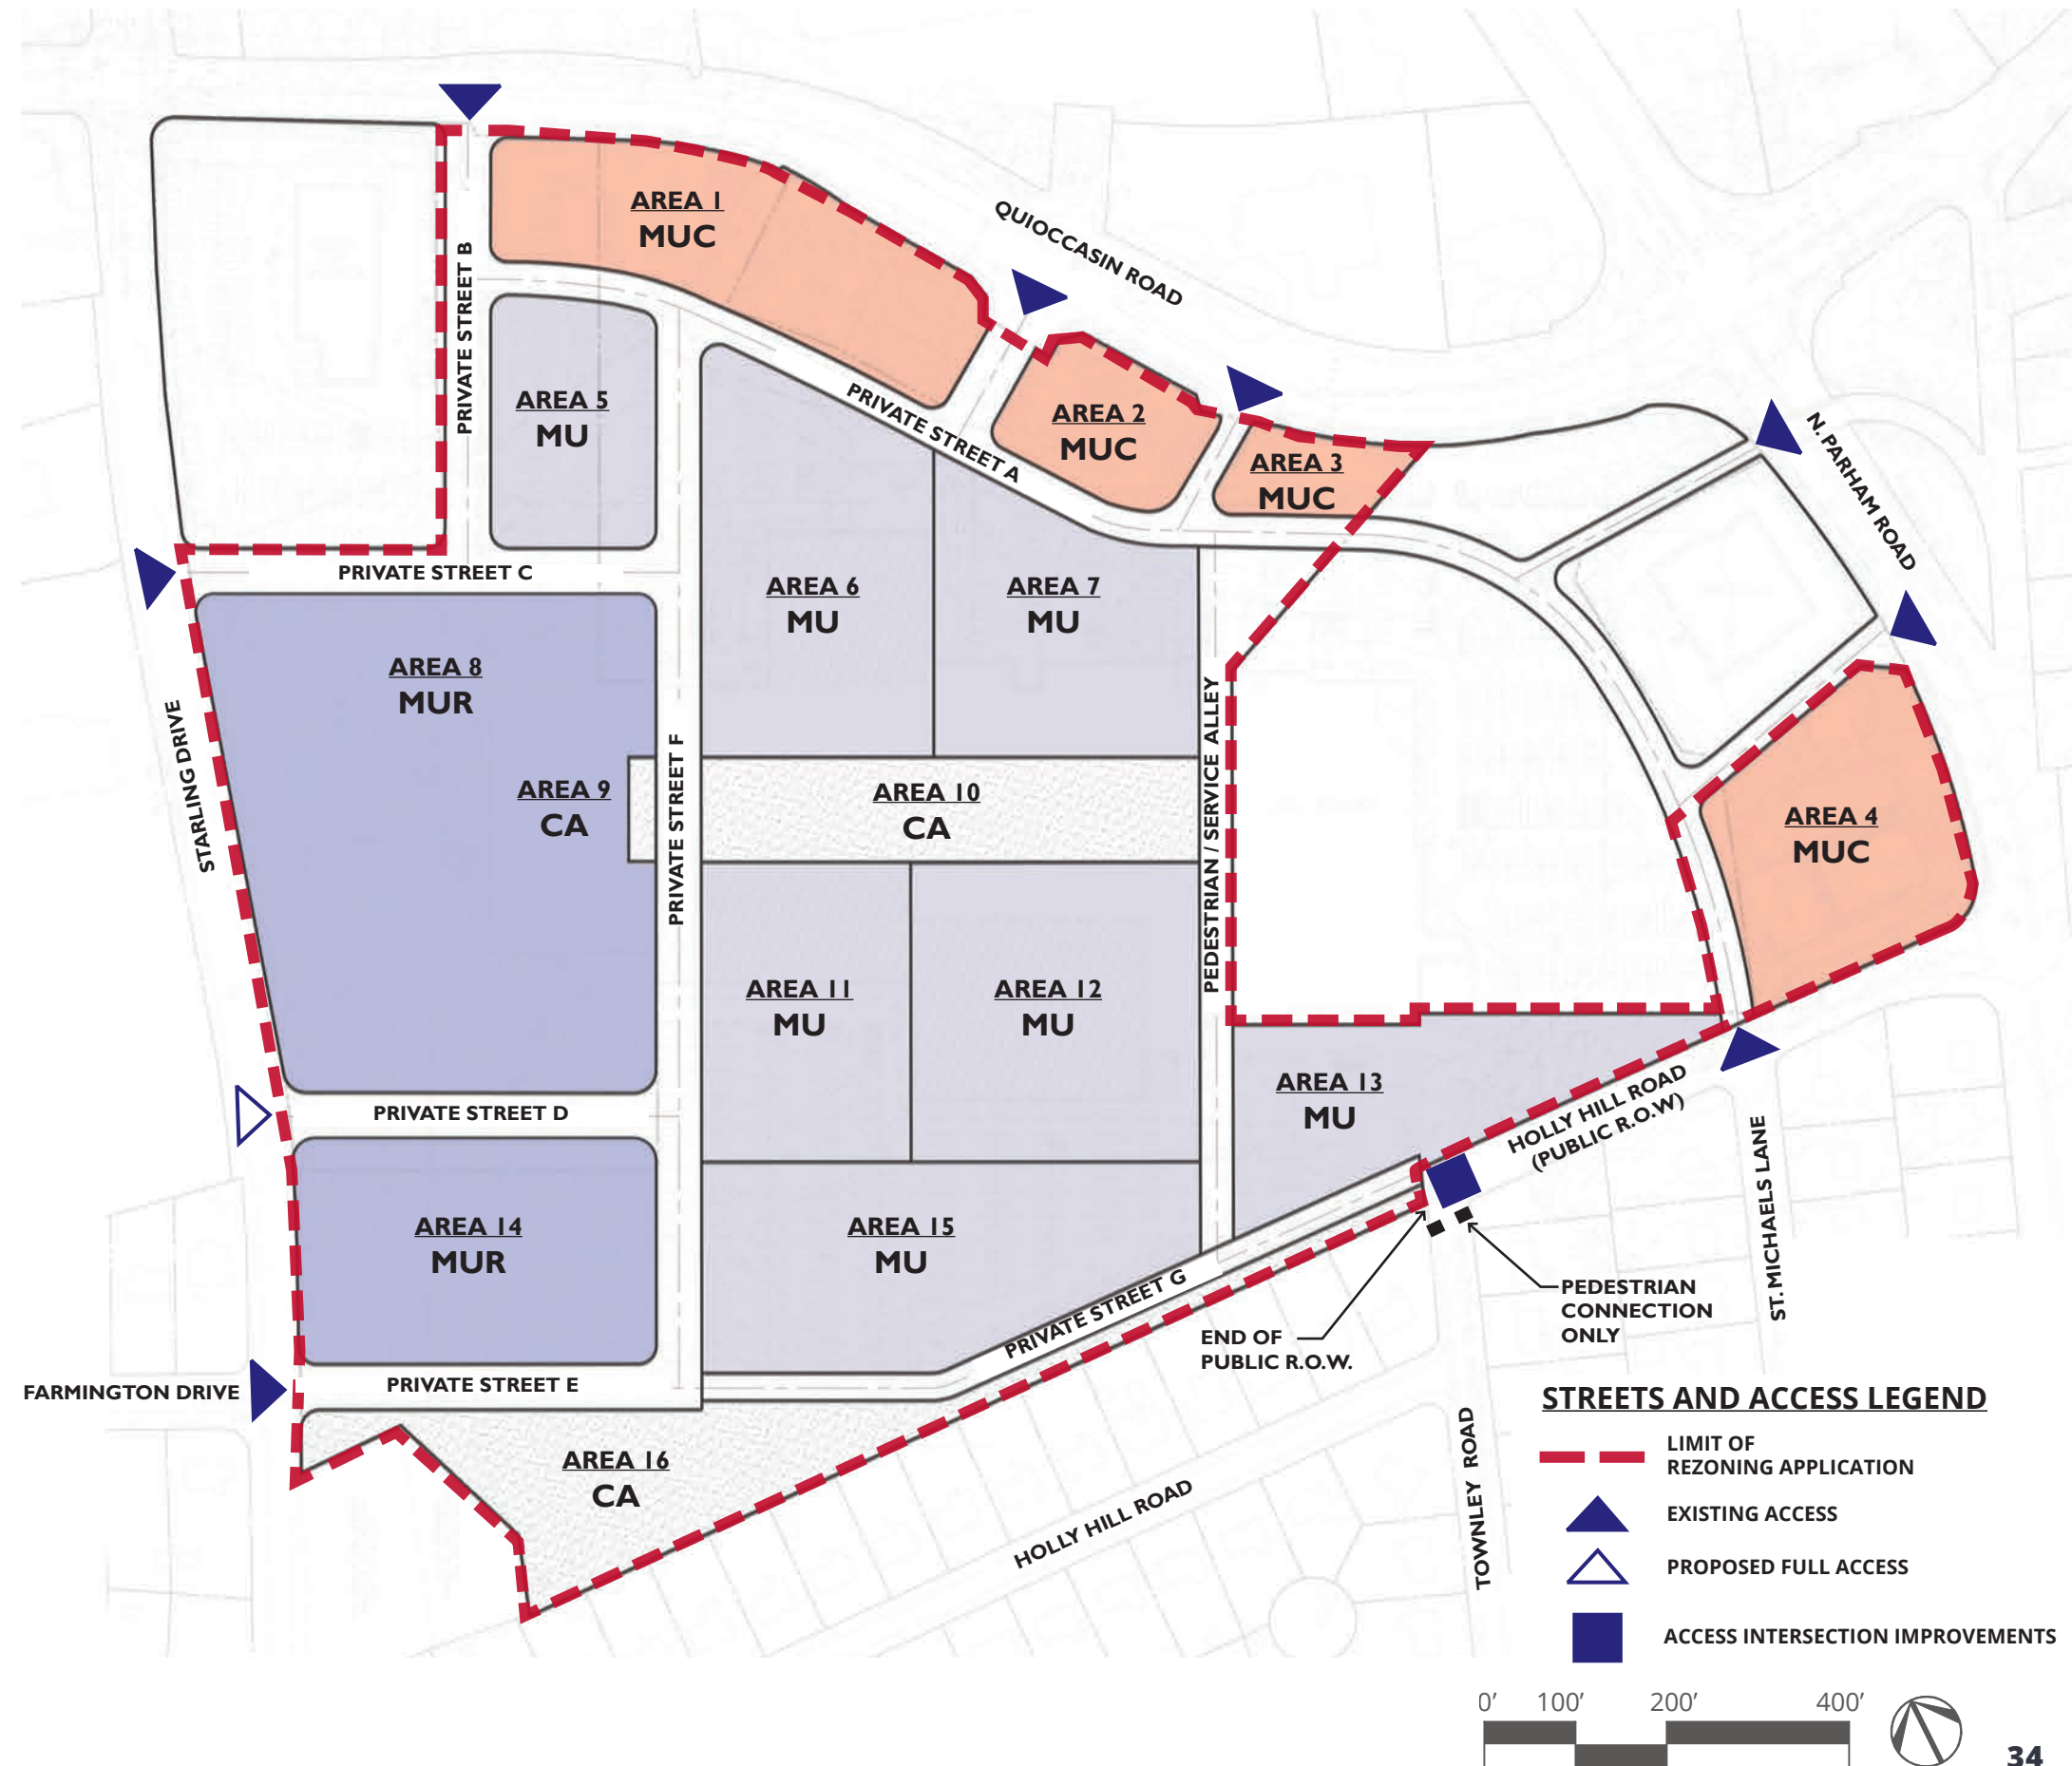 AREA 1
MUC
QUIOCCASIN ROAD
PRIVATE STREET B
AREA 5
MU
PRIVATE STREET A
AREA 2
MUC
AREA 3
MUC
N. PARHAM ROAD
PRIVATE STREET C
AREA 6
MU
AREA 7
MU
AREA 8
MUR
STARLING DRIVE
AREA 9
CA
PRIVATE STREET F
AREA 10
CA
PEDESTRIAN / SERVICE ALLEY
AREA 4
MUC
AREA 11
MU
AREA 12
MU
AREA 13
MU
PRIVATE STREET D
HOLLY HILL ROAD
(PUBLIC R.O.W)
ST. MICHAELS LANE
AREA 14
MUR
AREA 15
MU
PRIVATE STREET G
END OF
PUBLIC R.O.W.
PEDESTRIAN
CONNECTION
ONLY
FARMINGTON DRIVE
PRIVATE STREET E
AREA 16
CA
HOLLY HILL ROAD
TOWNLEY ROAD
STREETS AND ACCESS LEGEND
LIMIT OF
REZONING APPLICATION
EXISTING ACCESS
PROPOSED FULL ACCESS
ACCESS INTERSECTION IMPROVEMENTS
0' 100' 200' 400'
34